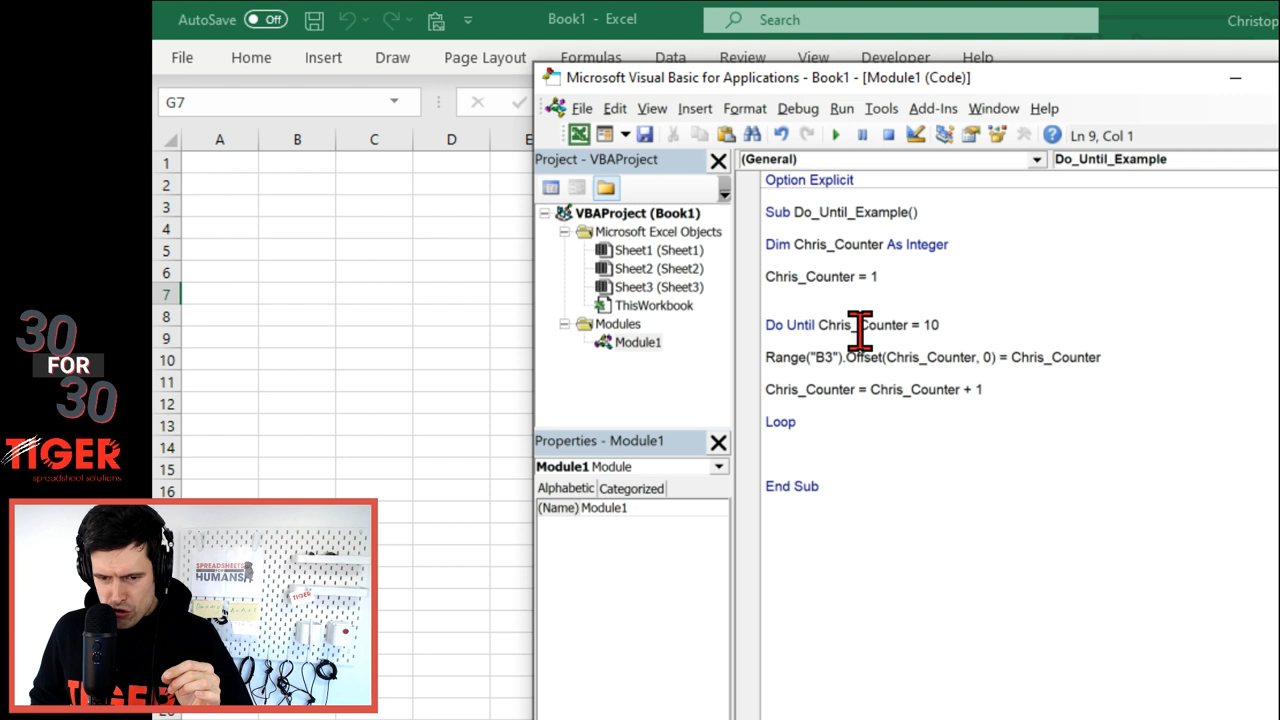 AutoSave Off
Book1 - Excel
Search
Christop
File Home Insert Draw Page Layout Formulas Data Review View Developer Help
G7
A B C D E
1
2
3
4
5
6
7
8
9
10
11
12
13
14
15
16
Microsoft Visual Basic for Applications - Book1 - [Module1 (Code)]
File Edit View Insert Format Debug Run Tools Add-Ins Window Help
Ln 9, Col 1
Project - VBAProject
VBAProject (Book1)
Microsoft Excel Objects
Sheet1 (Sheet1)
Sheet2 (Sheet2)
Sheet3 (Sheet3)
ThisWorkbook
Modules
Module1
Properties - Module1
Module1 Module
Alphabetic Categorized
(Name) Module1
(General)
Do_Until_Example
Option Explicit
Sub Do_Until_Example()
Dim Chris_Counter As Integer
Chris_Counter = 1
Do Until Chris_Counter = 10
Range("B3").Offset(Chris_Counter, 0) = Chris_Counter
Chris_Counter = Chris_Counter + 1
Loop
End Sub
30
FOR
30
TIGER
spreadsheet solutions
SPREADSHEETS
HUMANS
TIGER
TIGER